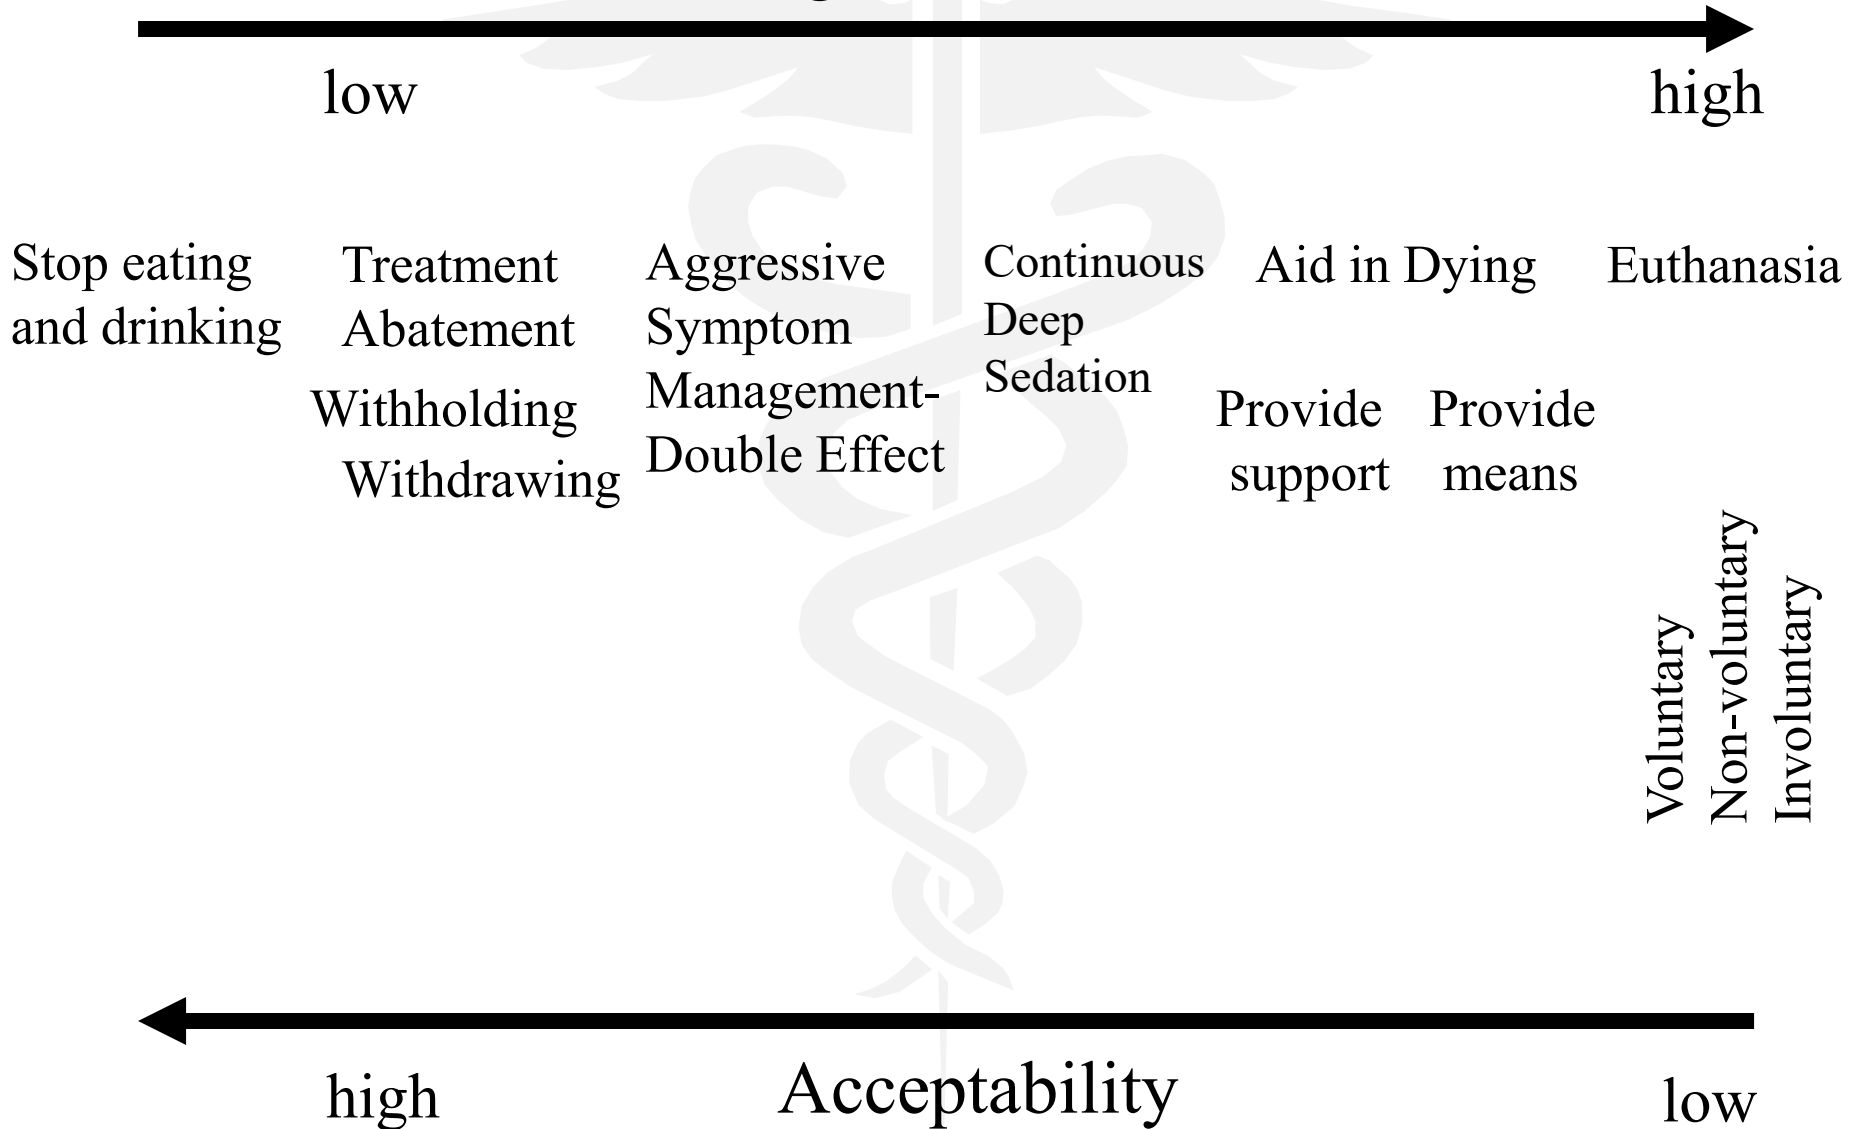 low
high
Stop eating
and drinking
Treatment
Abatement
Withholding
Withdrawing
Aggressive
Symptom
Management-
Double Effect
Continuous
Deep
Sedation
Aid in Dying
Provide
support
Provide
means
Euthanasia
Voluntary
Non-voluntary
Involuntary
high
Acceptability
low